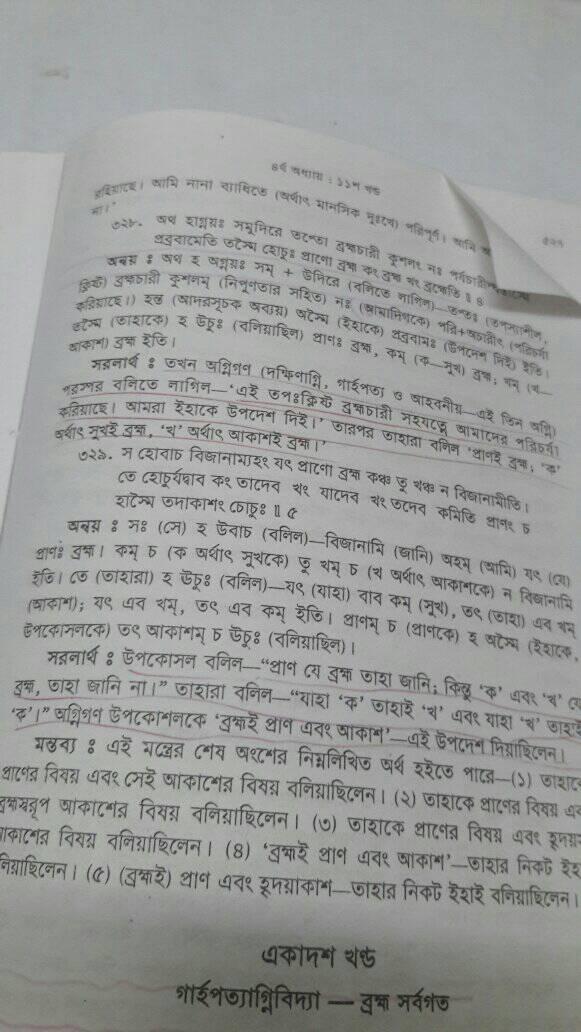 ৪র্থ অধ্যায় : ১১শ খণ্ড
৫২৭
রহিয়াছে। আমি নানা ব্যাধিতে (অর্থাৎ মানসিক দুঃখে) পরিপূর্ণ। আমি
না।'
৩২৮. অথ হাগ্নয়ঃ সমূদিরে তপ্তো ব্রহ্মচারী কুশলং নঃ
প্রব্রবামেতি তস্মৈ হোচুঃ প্রাণো ব্রহ্ম কং ব্রহ্ম খং ব্রহ্মেতি ॥ ৪
অন্বয় ঃ অথ হ অগ্নয়ঃ সম্ + উদিরে (বলিতে লাগিল)—তপ্তঃ (তপস্যাশীল,
ক্লিষ্ট) ব্রহ্মচারী কুশলম্ (নিপুণতার সহিত) নঃ (আমাদিগকে) পরি+অচারীৎ (পরিচর্যা
করিয়াছে।) হন্ত (আদরসূচক অব্যয়) অস্মৈ (ইহাকে) প্রব্রবামঃ (উপদেশ দিই) ইতি।
তস্মৈ (তাহাকে) হ ঊচুঃ (বলিয়াছিল) প্রাণঃ ব্রহ্ম, কম্ (ক—সুখ) ব্রহ্ম; খম্ (খ—
আকাশ) ব্রহ্ম ইতি।
সরলার্থ ঃ তখন অগ্নিগণ (দক্ষিণাগ্নি, গার্হপত্য ও আহবনীয়—এই তিন অগ্নি)
পরস্পর বলিতে লাগিল—'এই তপঃক্লিষ্ট ব্রহ্মচারী সযত্নে আমাদের পরিচর্যা
করিয়াছে। আমরা ইহাকে উপদেশ দিই।' তারপর তাহারা বলিল 'প্রাণই ব্রহ্ম; 'ক'
অর্থাৎ সুখই ব্রহ্ম, 'খ' অর্থাৎ আকাশই ব্রহ্ম।'
৩২৯. স হোবাচ বিজানাম্যহং যৎ প্রাণো ব্রহ্ম কঞ্চ তু খঞ্চ ন বিজানামীতি।
তে হোচুর্যদ্বাব কং তদেব খং যদেব খং তদেব কমিতি প্রাণং চ
হাস্মৈ তদাকাশং চোচুঃ ॥ ৫
অন্বয় ঃ সঃ (সে) হ উবাচ (বলিল)—বিজানামি (জানি) অহম্ (আমি) যৎ (যে)
প্রাণঃ ব্রহ্ম। কম্ চ (ক অর্থাৎ সুখকে) তু খম্ চ (খ অর্থাৎ আকাশকে) ন বিজানামি
ইতি। তে (তাহারা) হ ঊচুঃ (বলিল)—যৎ (যাহা) বাব কম্ (সুখ), তৎ (তাহা) এব খম্
(আকাশ); যৎ এব খম্, তৎ এব কম্ ইতি। প্রাণম্ চ (প্রাণকে) হ অস্মৈ (ইহাকে,
উপকোসলকে) তৎ আকাশম্ চ ঊচুঃ (বলিয়াছিল)।
সরলার্থ ঃ উপকোসল বলিল—“প্রাণ যে ব্রহ্ম তাহা জানি; কিন্তু 'ক' এবং 'খ' যে
ব্রহ্ম, তাহা জানি না।” তাহারা বলিল—“যাহা 'ক' তাহাই 'খ' এবং যাহা 'খ' তাহাই
'ক'।” অগ্নিগণ উপকোশলকে 'ব্রহ্মই প্রাণ এবং আকাশ'—এই উপদেশ দিয়াছিলেন।
মন্তব্য ঃ এই মন্ত্রের শেষ অংশের নিম্নলিখিত অর্থ হইতে পারে—(১) তাহাকে
প্রাণের বিষয় এবং সেই আকাশের বিষয় বলিয়াছিলেন। (২) তাহাকে প্রাণের বিষয়
ব্রহ্মস্বরূপ আকাশের বিষয় বলিয়াছিলেন। (৩) তাহাকে প্রাণের বিষয় এবং হৃদয়
আকাশের বিষয় বলিয়াছিলেন। (৪) 'ব্রহ্মই প্রাণ এবং আকাশ'—তাহার নিকট
বলিয়াছিলেন। (৫) (ব্রহ্মই) প্রাণ এবং হৃদয়াকাশ—তাহার নিকট ইহাই বলিয়াছিলেন।
একাদশ খণ্ড
গার্হপত্যাগ্নিবিদ্যা — ব্রহ্ম সর্বগত